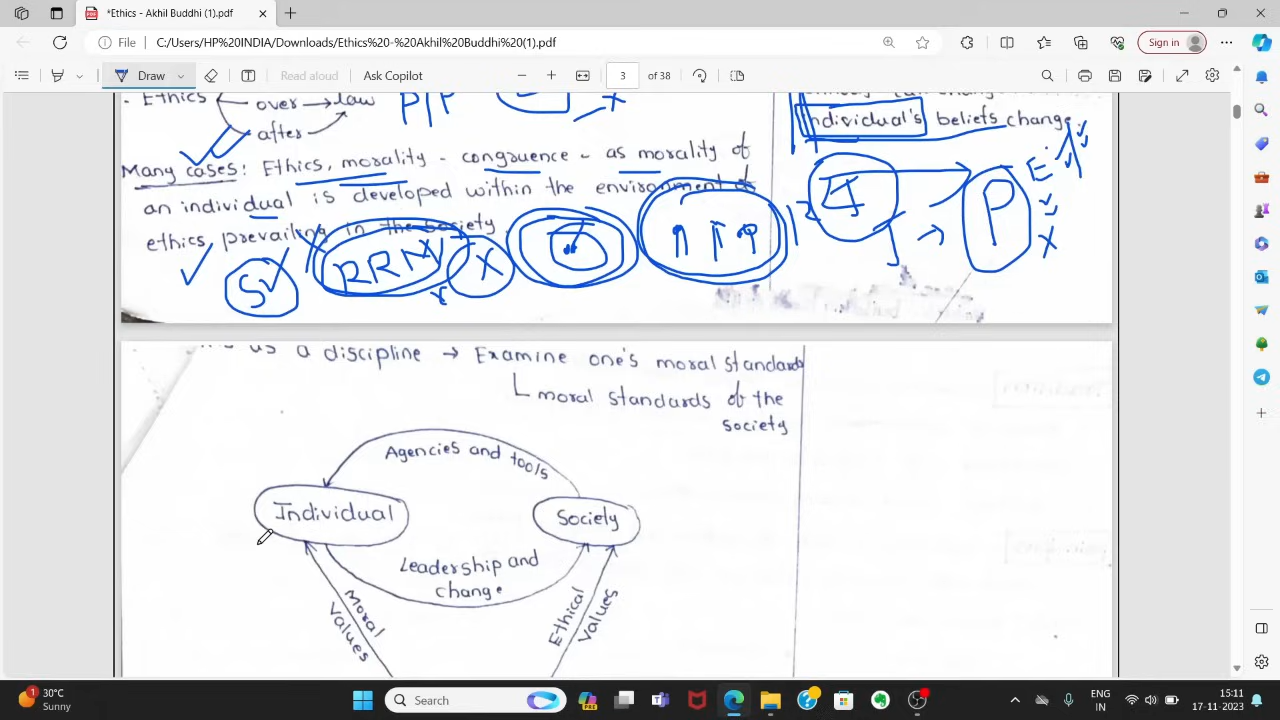 *Ethics - Akhil Buddhi (1).pdf
File C:/Users/HP%20INDIA/Downloads/Ethics%20-%20Akhil%20Buddhi%20(1).pdf
Sign in
Draw
Read aloud
Ask Copilot
3 of 38
- Ethics over → law
after
P/P
individual's beliefs change.
Many cases: Ethics, morality - congruence - as morality of
an individual is developed within the environment of
ethics prevailing in the society
S
RRM
X
I
P
E
X
as a discipline → Examine one's moral standards
moral standards of the
society
Agencies and tools
Individual
Society
Leadership and
change
Moral
Values
Ethical
Values
1
30°C
Sunny
Search
PRE
ENG
IN
15:11
17-11-2023